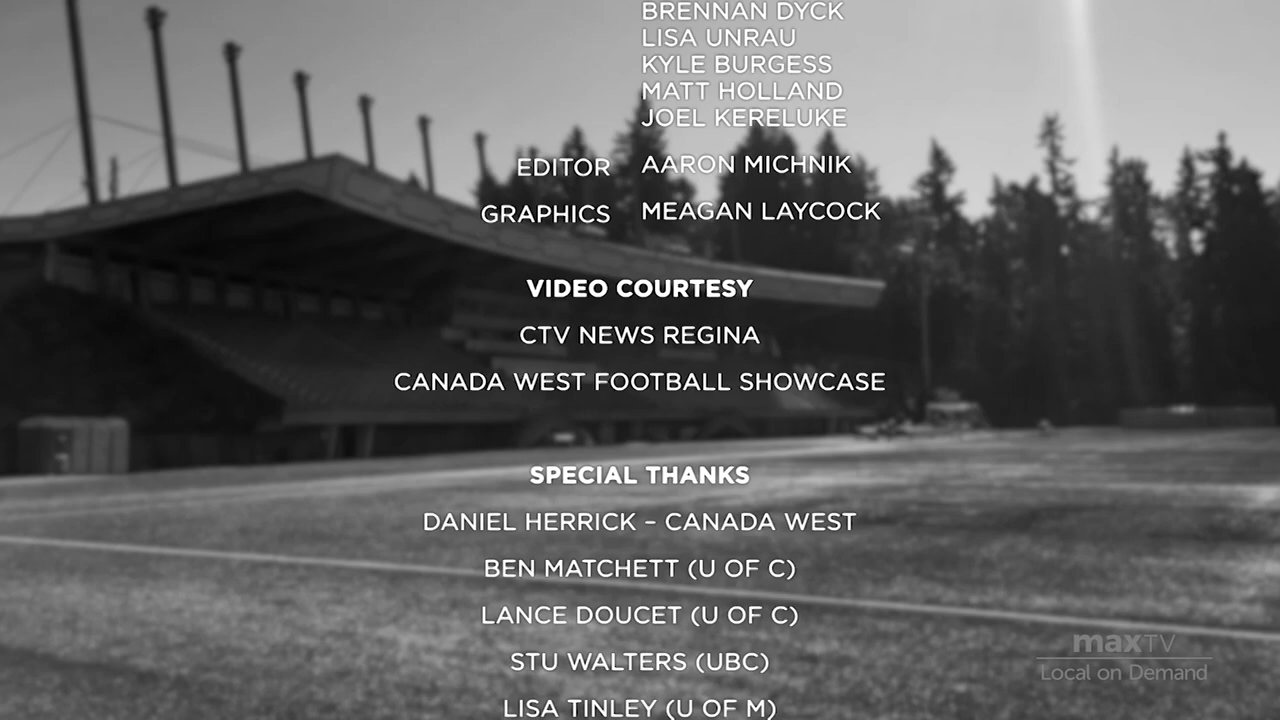 BRENNAN DYCK
LISA UNRAU
KYLE BURGESS
MATT HOLLAND
JOEL KERELUKE
EDITOR AARON MICHNIK
GRAPHICS MEAGAN LAYCOCK
VIDEO COURTESY
CTV NEWS REGINA
CANADA WEST FOOTBALL SHOWCASE
SPECIAL THANKS
DANIEL HERRICK – CANADA WEST
BEN MATCHETT (U OF C)
LANCE DOUCET (U OF C)
STU WALTERS (UBC)
LISA TINLEY (U OF M)
maxTV
Local on Demand